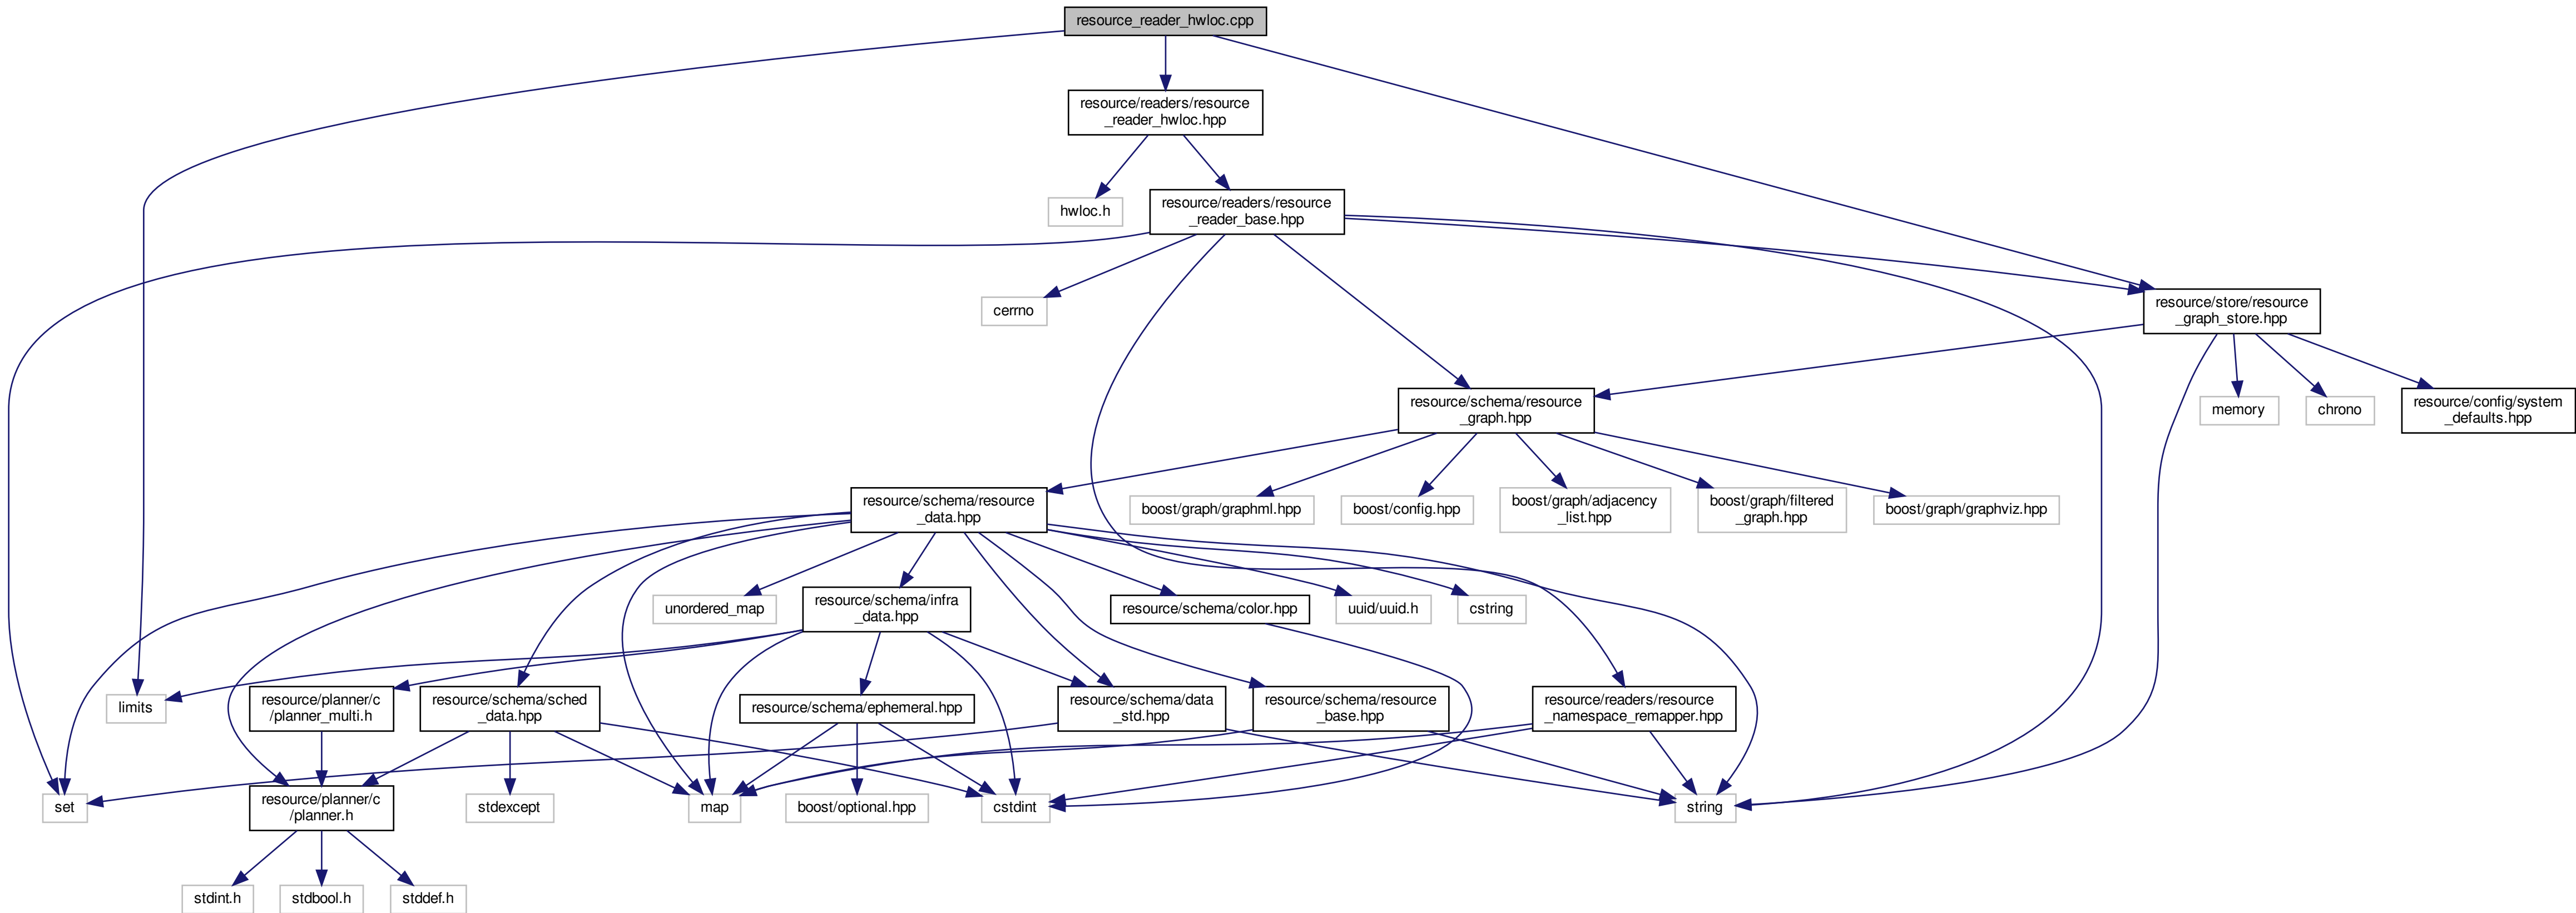 resource_reader_hwloc.cpp
resource/readers/resource
_reader_hwloc.hpp
hwloc.h
resource/readers/resource
_reader_base.hpp
cerrno
resource/store/resource
_graph_store.hpp
resource/schema/resource
_graph.hpp
memory
chrono
resource/config/system
_defaults.hpp
resource/schema/resource
_data.hpp
boost/graph/graphml.hpp
boost/config.hpp
boost/graph/adjacency
_list.hpp
boost/graph/filtered
_graph.hpp
boost/graph/graphviz.hpp
unordered_map
resource/schema/infra
_data.hpp
resource/schema/color.hpp
uuid/uuid.h
cstring
limits
resource/planner/c
/planner_multi.h
resource/schema/sched
_data.hpp
resource/schema/ephemeral.hpp
resource/schema/data
_std.hpp
resource/schema/resource
_base.hpp
resource/readers/resource
_namespace_remapper.hpp
set
resource/planner/c
/planner.h
stdexcept
map
boost/optional.hpp
cstdint
string
stdint.h
stdbool.h
stddef.h